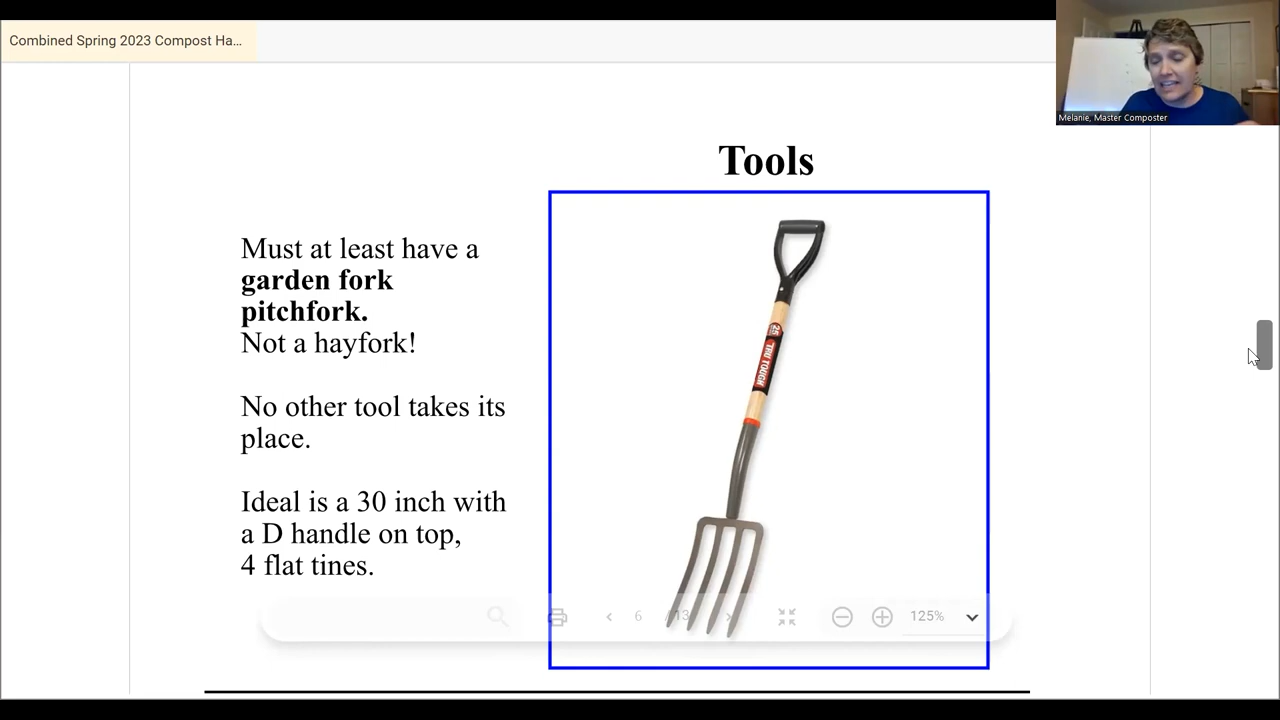 Combined Spring 2023 Compost Ha...
Melanie, Master Composter
Tools
Must at least have a
garden fork
pitchfork.
Not a hayfork!
No other tool takes its
place.
Ideal is a 30 inch with
a D handle on top,
4 flat tines.
TRU TOUGH
6 / 13
125%